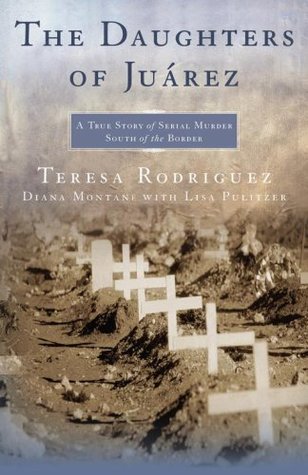 THE DAUGHTERS
OF JUÁREZ
A TRUE STORY of SERIAL MURDER
SOUTH of the BORDER
TERESA RODRIGUEZ
DIANA MONTANÉ WITH LISA PULITZER